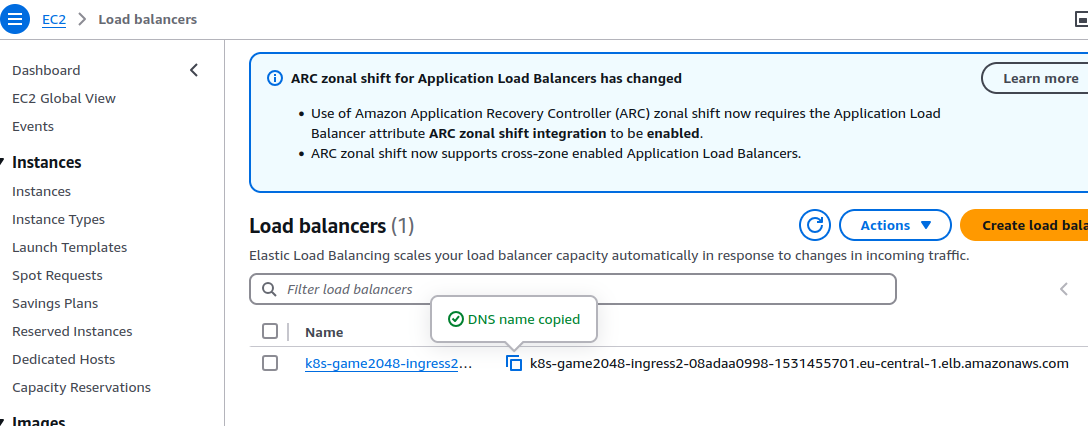 EC2 Load balancers
Dashboard
EC2 Global View
Events
Instances
Instances
Instance Types
Launch Templates
Spot Requests
Savings Plans
Reserved Instances
Dedicated Hosts
Capacity Reservations
Images
ARC zonal shift for Application Load Balancers has changed
Learn more
Use of Amazon Application Recovery Controller (ARC) zonal shift now requires the Application Load
Balancer attribute ARC zonal shift integration to be enabled.
ARC zonal shift now supports cross-zone enabled Application Load Balancers.
Load balancers (1)
Actions
Create load bala
Elastic Load Balancing scales your load balancer capacity automatically in response to changes in incoming traffic.
Filter load balancers
DNS name copied
Name
k8s-game2048-ingress2... k8s-game2048-ingress2-08adaa0998-1531455701.eu-central-1.elb.amazonaws.com